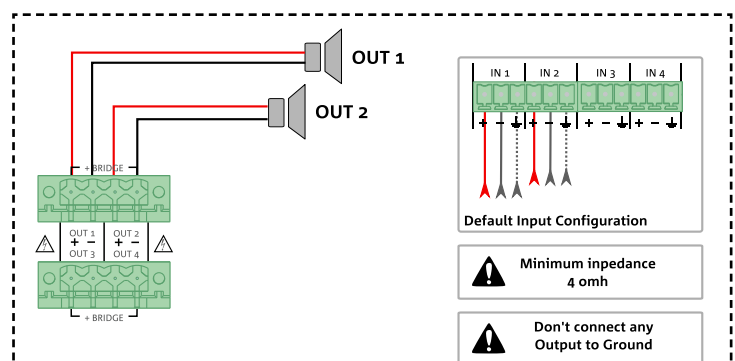 OUT 1
OUT 2
+ BRIDGE -
OUT 1 OUT 2
+ - + -
OUT 3 OUT 4
+ BRIDGE -
IN 1 IN 2 IN 3 IN 4
+ - + - + - + -
Default Input Configuration
Minimum inpedance
4 omh
Don't connect any
Output to Ground